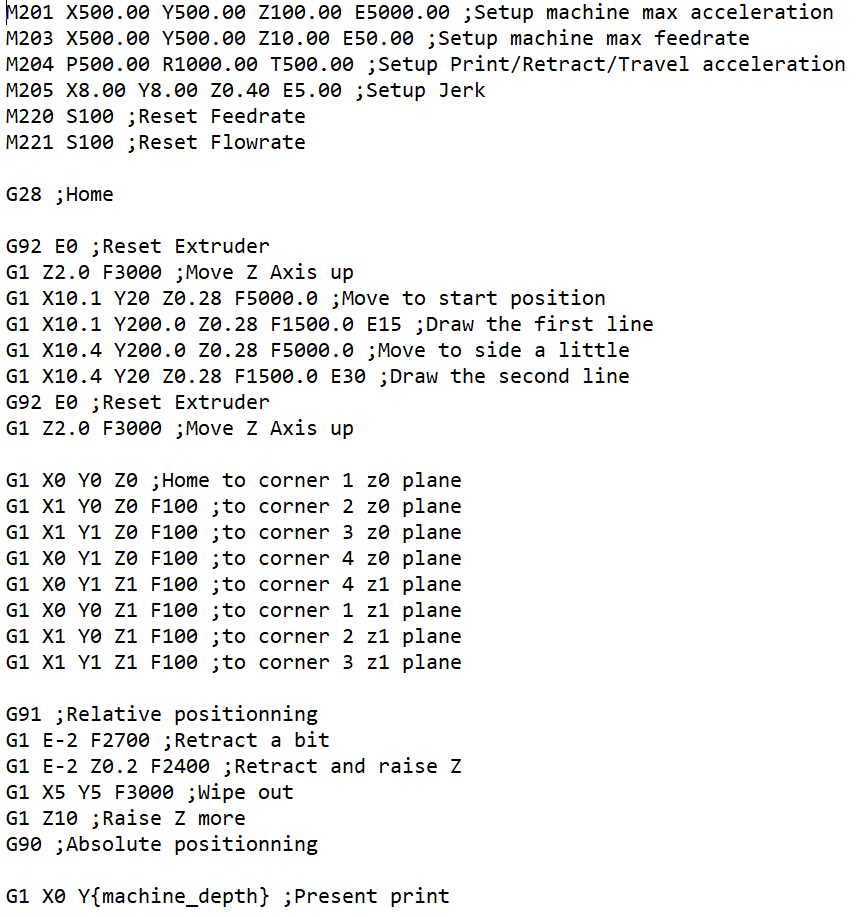 M201 X500.00 Y500.00 Z100.00 E5000.00 ;Setup machine max acceleration
M203 X500.00 Y500.00 Z10.00 E50.00 ;Setup machine max feedrate
M204 P500.00 R1000.00 T500.00 ;Setup Print/Retract/Travel acceleration
M205 X8.00 Y8.00 Z0.40 E5.00 ;Setup Jerk
M220 S100 ;Reset Feedrate
M221 S100 ;Reset Flowrate
G28 ;Home
G92 E0 ;Reset Extruder
G1 Z2.0 F3000 ;Move Z Axis up
G1 X10.1 Y20 Z0.28 F5000.0 ;Move to start position
G1 X10.1 Y200.0 Z0.28 F1500.0 E15 ;Draw the first line
G1 X10.4 Y200.0 Z0.28 F5000.0 ;Move to side a little
G1 X10.4 Y20 Z0.28 F1500.0 E30 ;Draw the second line
G92 E0 ;Reset Extruder
G1 Z2.0 F3000 ;Move Z Axis up
G1 X0 Y0 Z0 ;Home to corner 1 z0 plane
G1 X1 Y0 Z0 F100 ;to corner 2 z0 plane
G1 X1 Y1 Z0 F100 ;to corner 3 z0 plane
G1 X0 Y1 Z0 F100 ;to corner 4 z0 plane
G1 X0 Y1 Z1 F100 ;to corner 4 z1 plane
G1 X0 Y0 Z1 F100 ;to corner 1 z1 plane
G1 X1 Y0 Z1 F100 ;to corner 2 z1 plane
G1 X1 Y1 Z1 F100 ;to corner 3 z1 plane
G91 ;Relative positionning
G1 E-2 F2700 ;Retract a bit
G1 E-2 Z0.2 F2400 ;Retract and raise Z
G1 X5 Y5 F3000 ;Wipe out
G1 Z10 ;Raise Z more
G90 ;Absolute positionning
G1 X0 Y{machine_depth} ;Present print